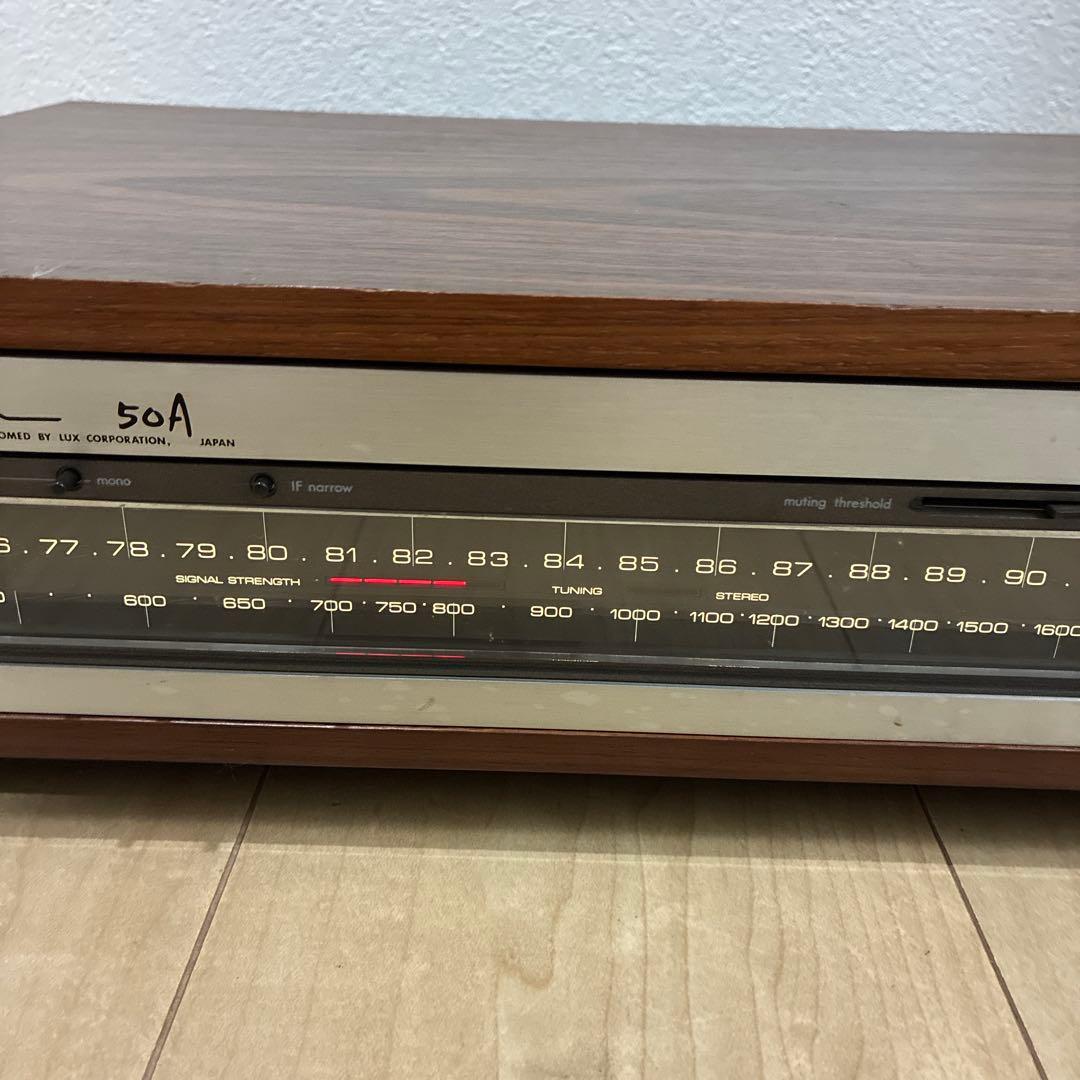 50A
OMED BY LUX CORPORATION, JAPAN
mono IF narrow muting threshold
6 . 77 . 78 . 79 . 80 . 81 . 82 . 83 . 84 . 85 . 86 . 87 . 88 . 89 . 90 .
SIGNAL STRENGTH TUNING STEREO
0 · · 600 · 650 · 700 · 750 · 800 · 900 · 1000 · 1100 · 1200 · 1300 · 1400 · 1500 · 1600